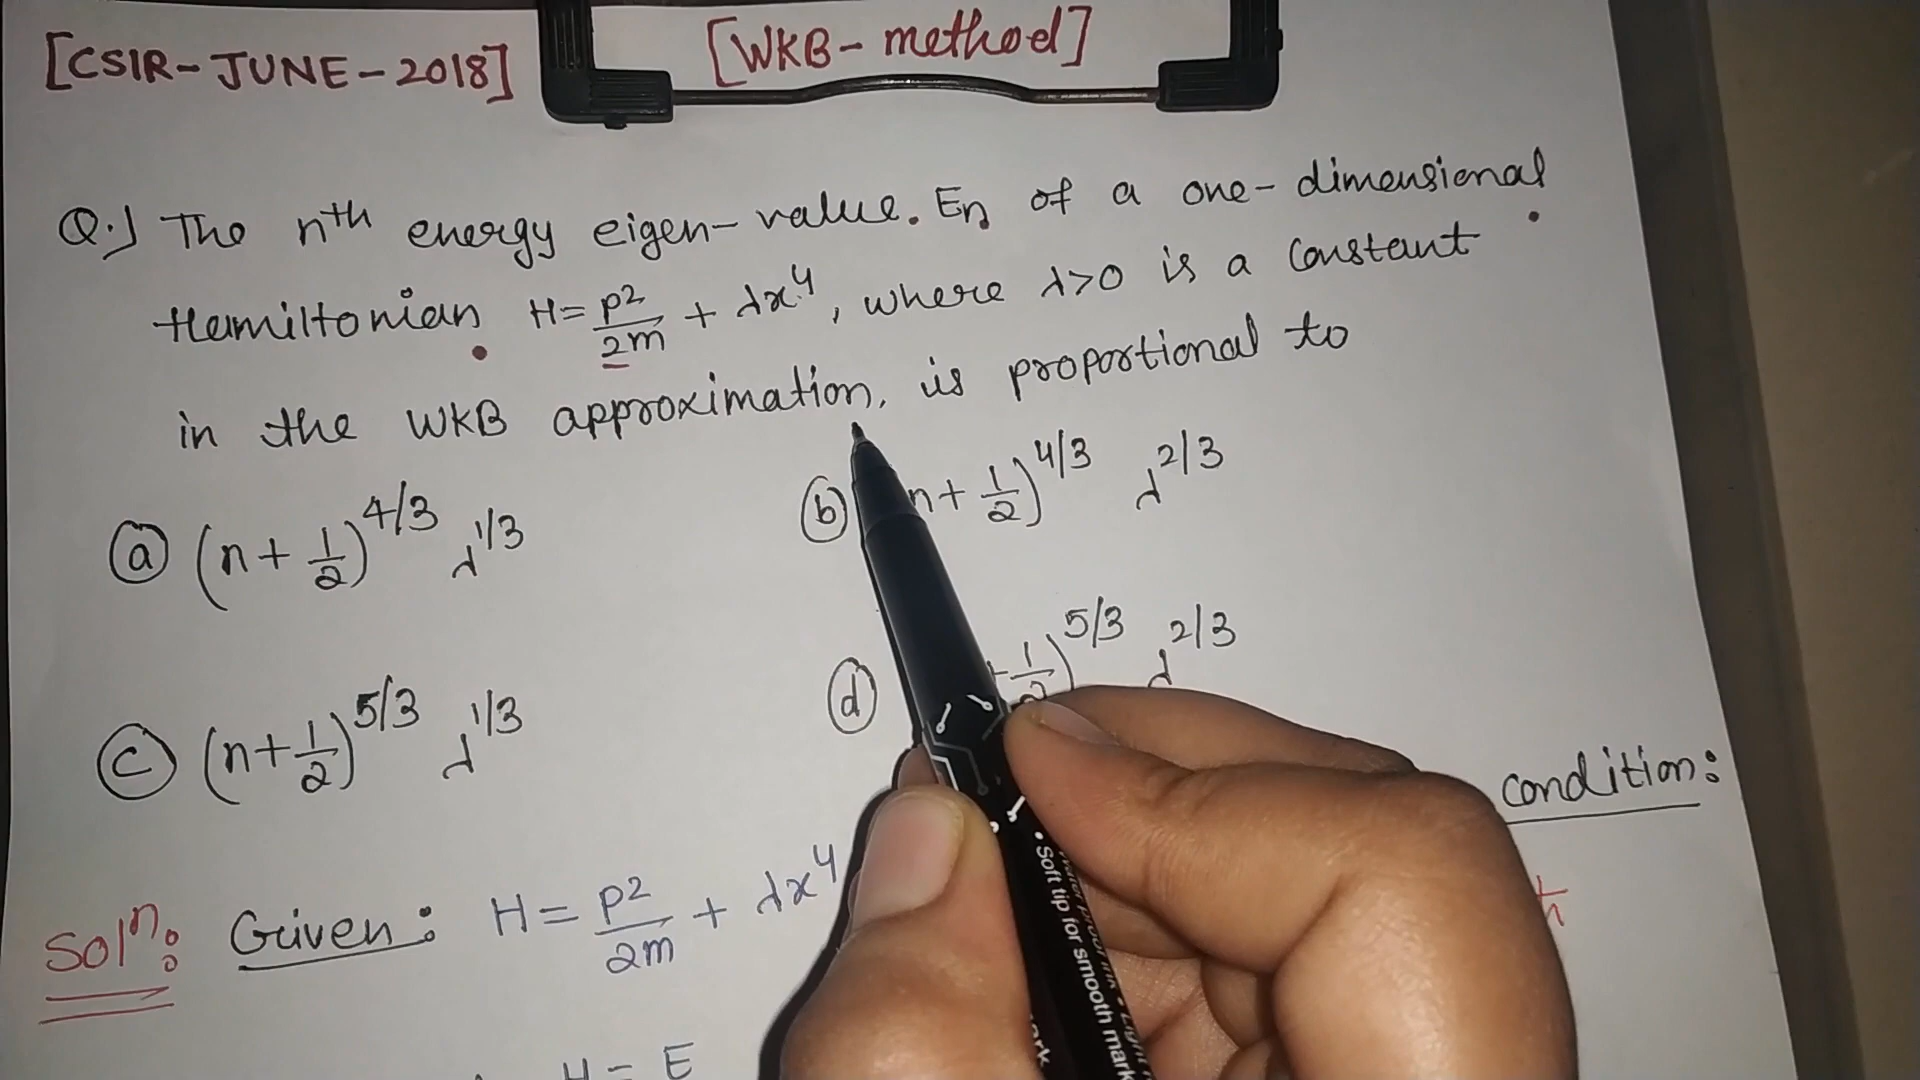 [CSIR-JUNE-2018]
[WKB-method]
Q.) The nth energy eigen-value. En of a one-dimensional
Hamiltonian. H = p²/2m + λx⁴, where λ>0 is a constant
in the WKB approximation, is proportional to
(a) (n + 1/2)^4/3 λ^1/3
(b) n + 1/2)^4/3 λ^2/3
(c) (n + 1/2)^5/3 λ^1/3
(d) 1/2)^5/3 λ^2/3
condition:
Solⁿ: Given: H = p²/2m + λx⁴
H = E
• Soft tip for smooth mark